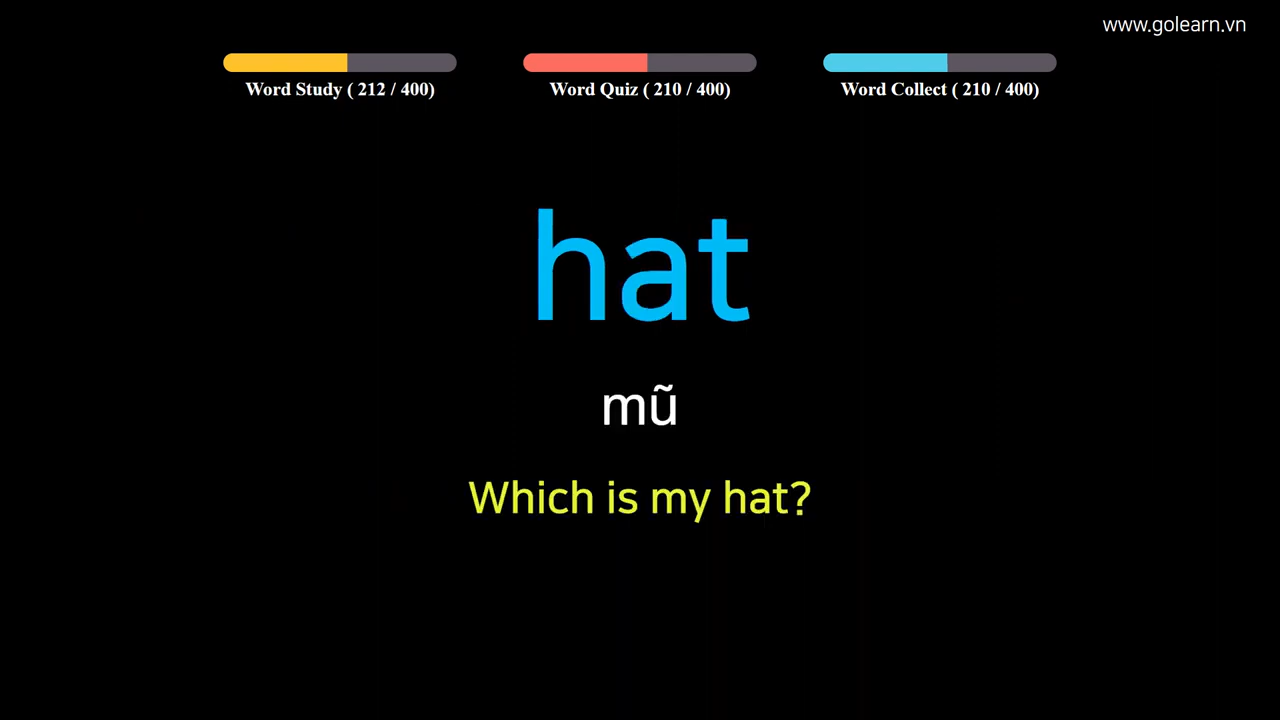 www.golearn.vn
Word Study ( 212 / 400)
Word Quiz ( 210 / 400)
Word Collect ( 210 / 400)
hat
mũ
Which is my hat?